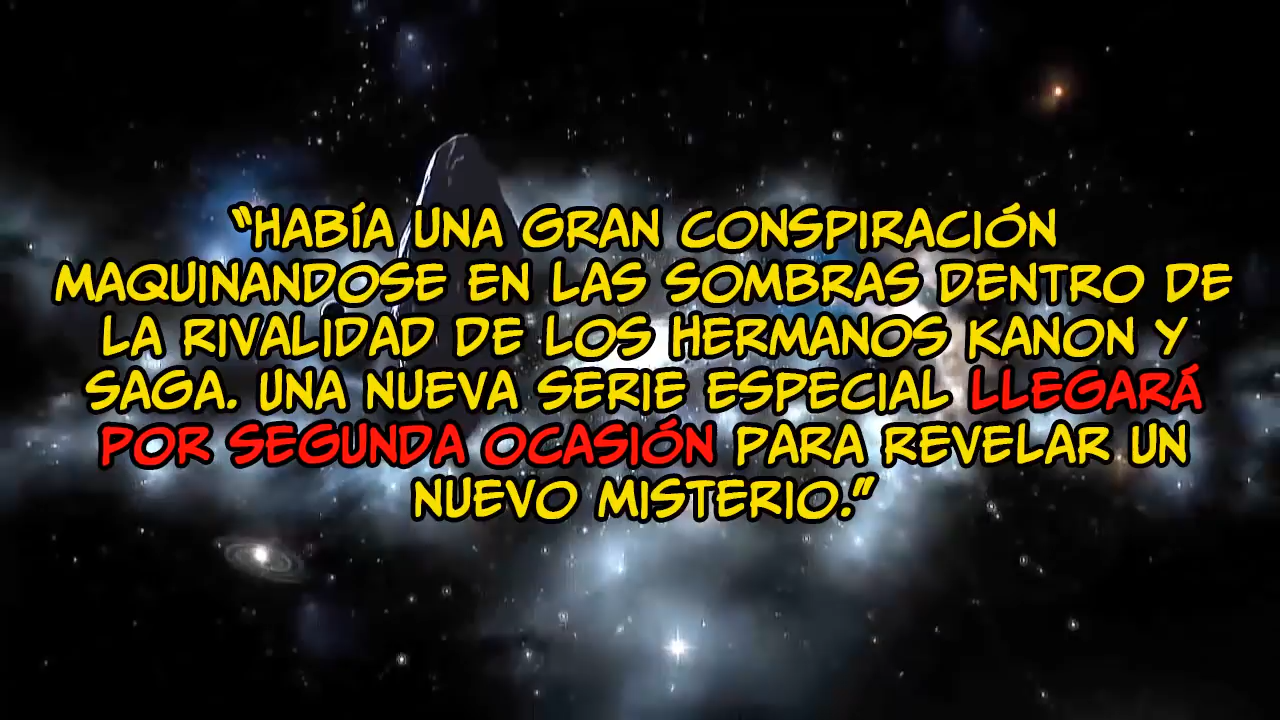 “HABÍA UNA GRAN CONSPIRACIÓN
MAQUINANDOSE EN LAS SOMBRAS DENTRO DE
LA RIVALIDAD DE LOS HERMANOS KANON Y
SAGA. UNA NUEVA SERIE ESPECIAL LLEGARÁ
POR SEGUNDA OCASIÓN PARA REVELAR UN
NUEVO MISTERIO.”